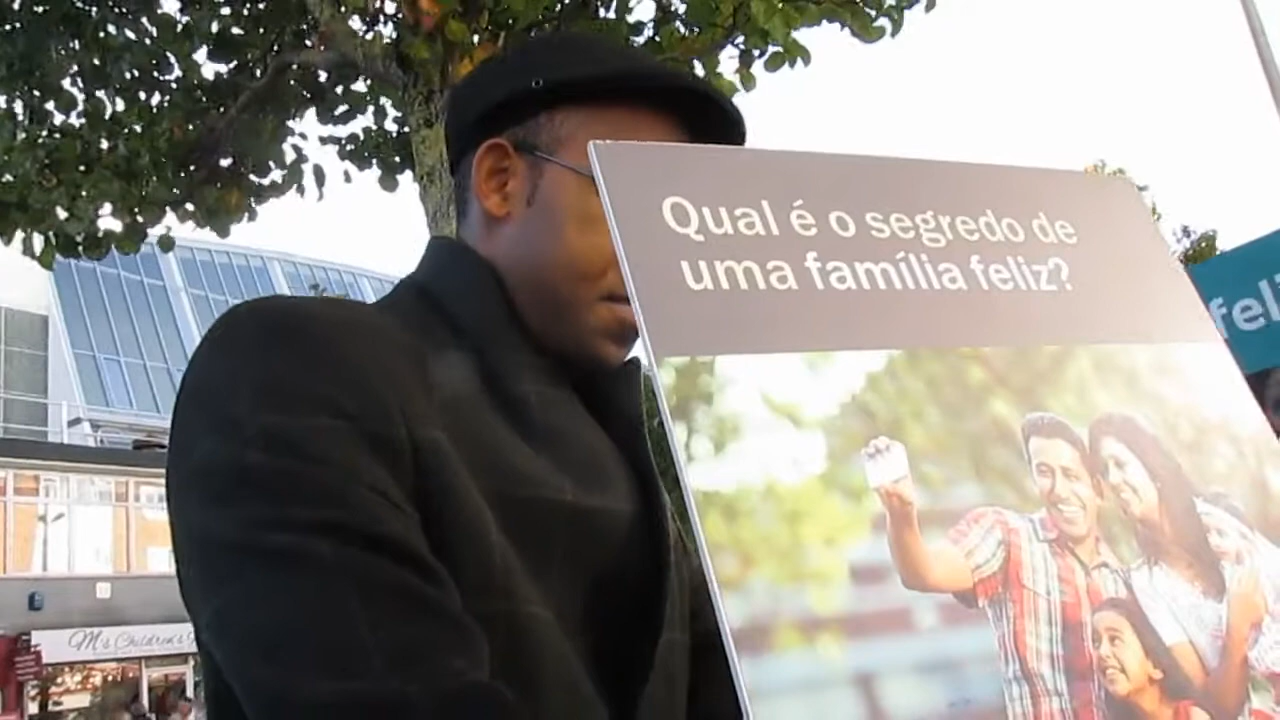 Qual é o segredo de
uma família feliz?
feli
M's Children's